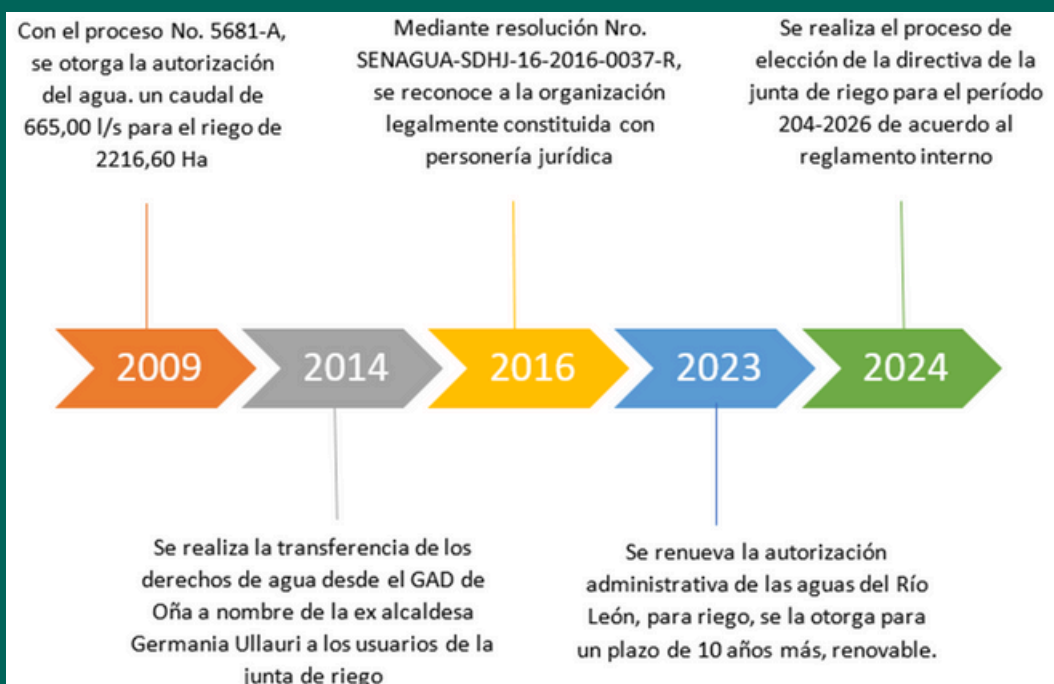 Con el proceso No. 5681-A,
se otorga la autorización
del agua. un caudal de
665,00 l/s para el riego de
2216,60 Ha
Mediante resolución Nro.
SENAGUA-SDHJ-16-2016-0037-R,
se reconoce a la organización
legalmente constituida con
personería jurídica
Se realiza el proceso de
elección de la directiva de la
junta de riego para el período
204-2026 de acuerdo al
reglamento interno
2009
2014
2016
2023
2024
Se realiza la transferencia de los
derechos de agua desde el GAD de
Oña a nombre de la ex alcaldesa
Germania Ullauri a los usuarios de la
junta de riego
Se renueva la autorización
administrativa de las aguas del Río
León, para riego, se la otorga para
un plazo de 10 años más, renovable.